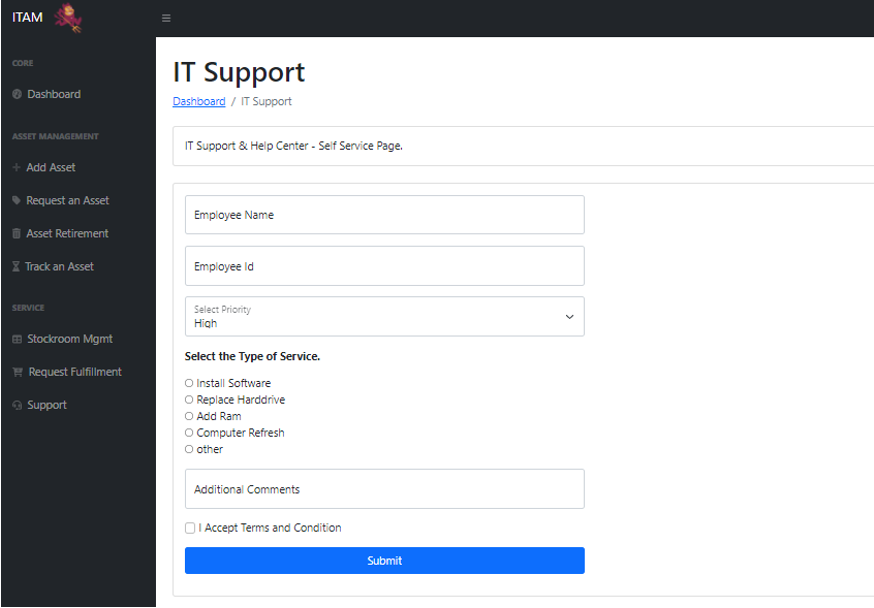 ITAM
CORE
Dashboard
ASSET MANAGEMENT
Add Asset
Request an Asset
Asset Retirement
Track an Asset
SERVICE
Stockroom Mgmt
Request Fulfillment
Support
IT Support
Dashboard / IT Support
IT Support & Help Center - Self Service Page.
Employee Name
Employee Id
Select Priority
High
Select the Type of Service.
Install Software
Replace Harddrive
Add Ram
Computer Refresh
other
Additional Comments
I Accept Terms and Condition
Submit